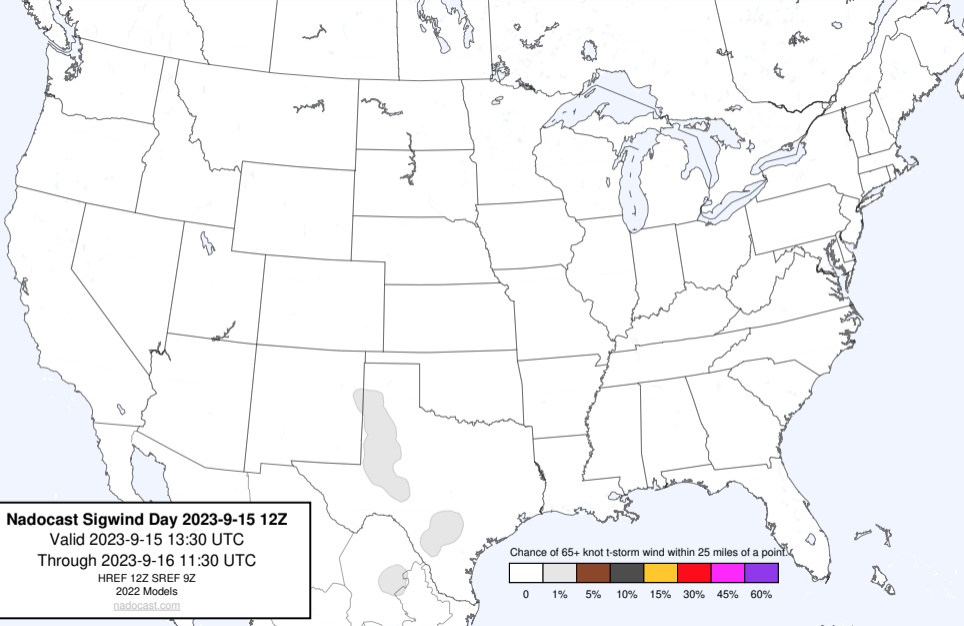 Nadocast Sigwind Day 2023-9-15 12Z
Valid 2023-9-15 13:30 UTC
Through 2023-9-16 11:30 UTC
HREF 12Z SREF 9Z
2022 Models
nadocast.com
Chance of 65+ knot t-storm wind within 25 miles of a point.
0 1% 5% 10% 15% 30% 45% 60%